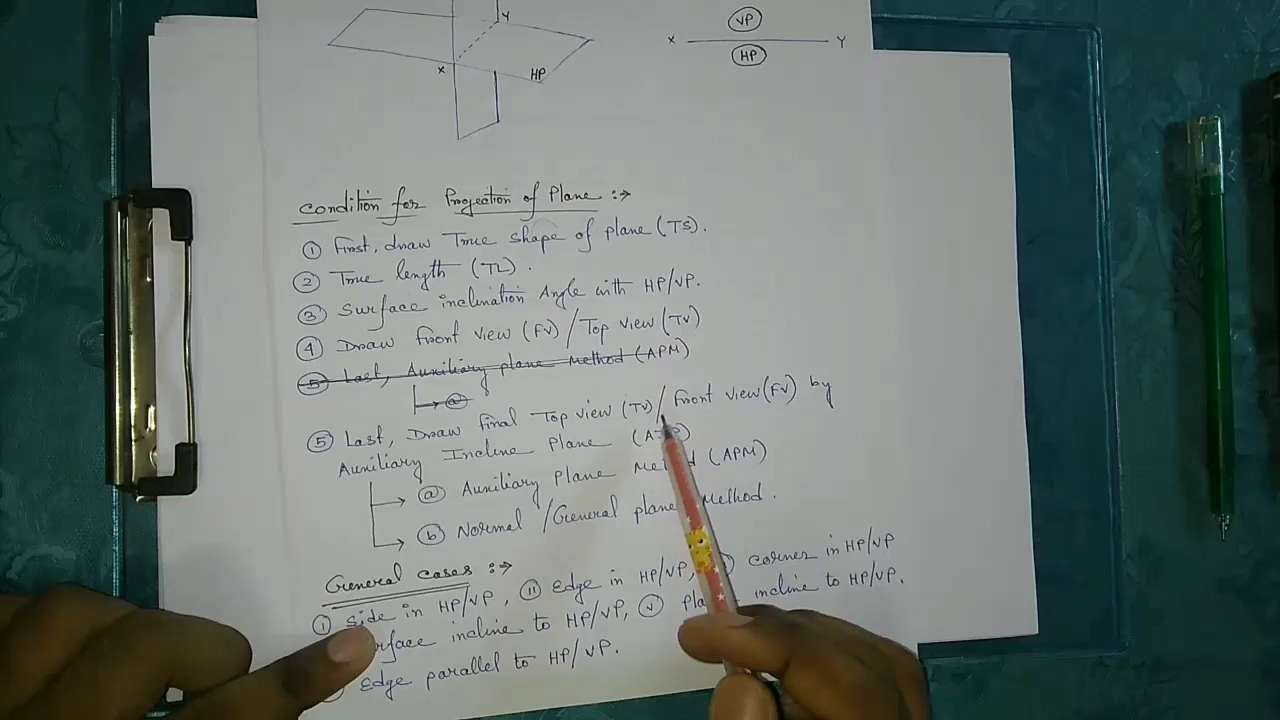 Y
X
HP
VP
X Y
HP
Condition for Projection of Plane :→
① First, draw True shape of plane (TS).
② True length (TL).
③ Surface inclination Angle with HP/VP.
④ Draw Front view (FV) / Top view (TV)
⑤ Last, Auxiliary plane Method (APM)
→ ⓐ
⑤ Last, Draw final Top view (TV) / Front view (FV) by
Auxiliary Incline Plane
→ ⓐ Auxiliary Plane (APM)
→ ⓑ Normal / General plane Method.
General cases :→
① Side in HP/VP, ⑪ Edge in HP/VP, corner in HP/VP
incline to HP/VP, ⓥ incline to HP/VP.
Edge parallel to HP/VP.